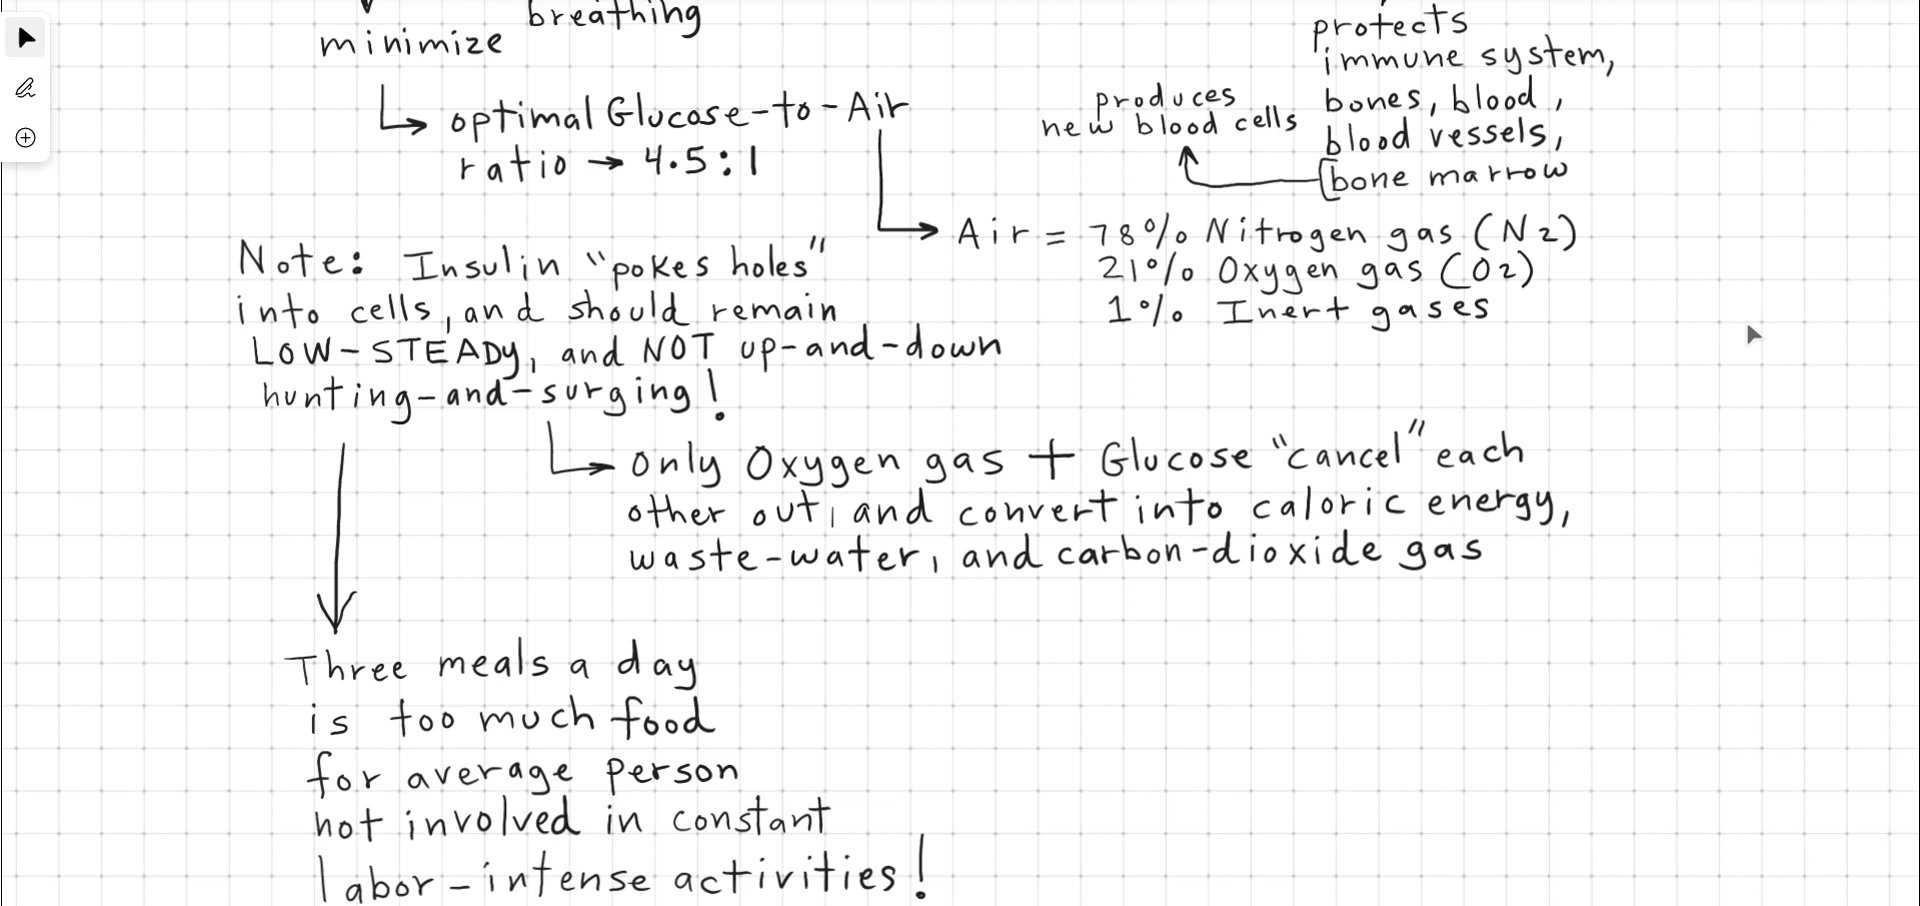 breathing
minimize
optimal Glucose-to-Air
ratio → 4.5:1
protects
immune system,
bones, blood,
blood vessels,
bone marrow
produces
new blood cells
Air = 78% Nitrogen gas (N2)
21% Oxygen gas (O2)
1% Inert gases
Note: Insulin "pokes holes"
into cells, and should remain
LOW-STEADY, and NOT up-and-down
hunting-and-surging!
only Oxygen gas + Glucose "cancel" each
other out, and convert into caloric energy,
waste-water, and carbon-dioxide gas
Three meals a day
is too much food
for average person
not involved in constant
labor-intense activities!